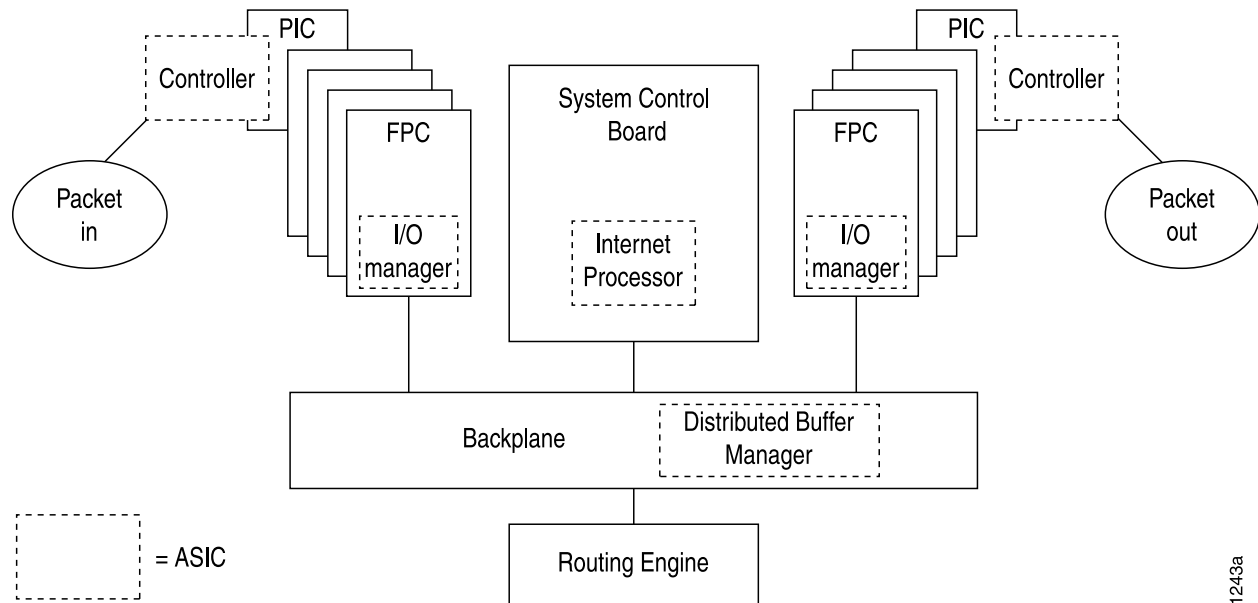 PIC
Controller
FPC
I/O
manager
Packet
in
System Control
Board
Internet
Processor
PIC
Controller
FPC
I/O
manager
Packet
out
Backplane
Distributed Buffer
Manager
Routing Engine
= ASIC
1243a